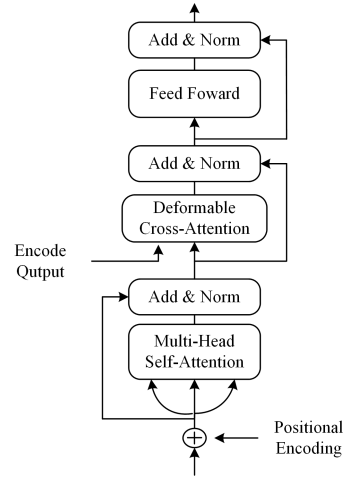 Add & Norm
Feed Foward
Add & Norm
Deformable
Cross-Attention
Encode
Qutput
Add & Norm
Multi-Head
Self-Attention
Positional
Encoding